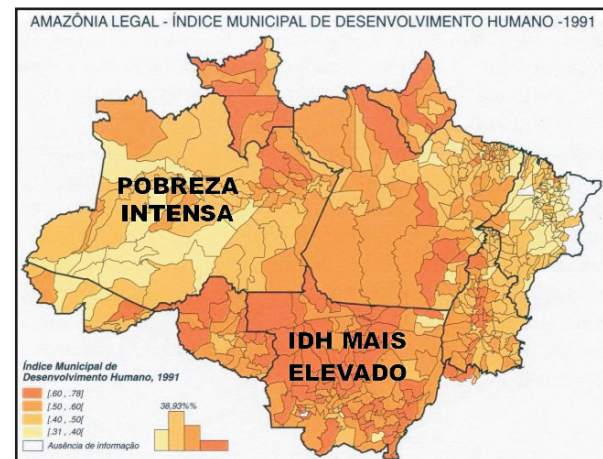 AMAZÔNIA LEGAL - ÍNDICE MUNICIPAL DE DESENVOLVIMENTO HUMANO -1991
POBREZA
INTENSA
IDH MAIS
ELEVADO
Índice Municipal de
Desenvolvimento Humano, 1991
[.60 , .78]
[.50 , .60[
[.40 , .50[
[.31 , .40[
Ausência de informação
38,93%%